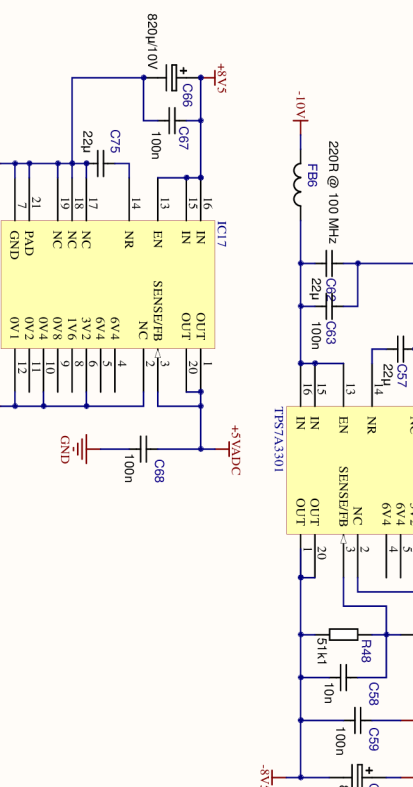 +8V5
820µ/10V
+
C66
C67
100n
C75
22µ
IC17
16
IN
15
IN
13
EN
14
NR
17
NC
18
NC
19
NC
21
PAD
7
GND
OUT
1
OUT
20
SENSE/FB
3
NC
2
6V4
4
6V4
5
3V2
6
1V6
8
0V8
9
0V4
10
0V2
11
0V1
12
+5VADC
C68
100n
GND
-10V
FB6
220R @ 100 MHz
C62
22µ
C63
100n
C57
22µ
TPS7A3301
16
IN
15
IN
13
EN
14
NR
OUT
1
OUT
20
SENSE/FB
3
NC
2
6V4
4
6V4
5
R48
51k1
C58
10n
C59
100n
+